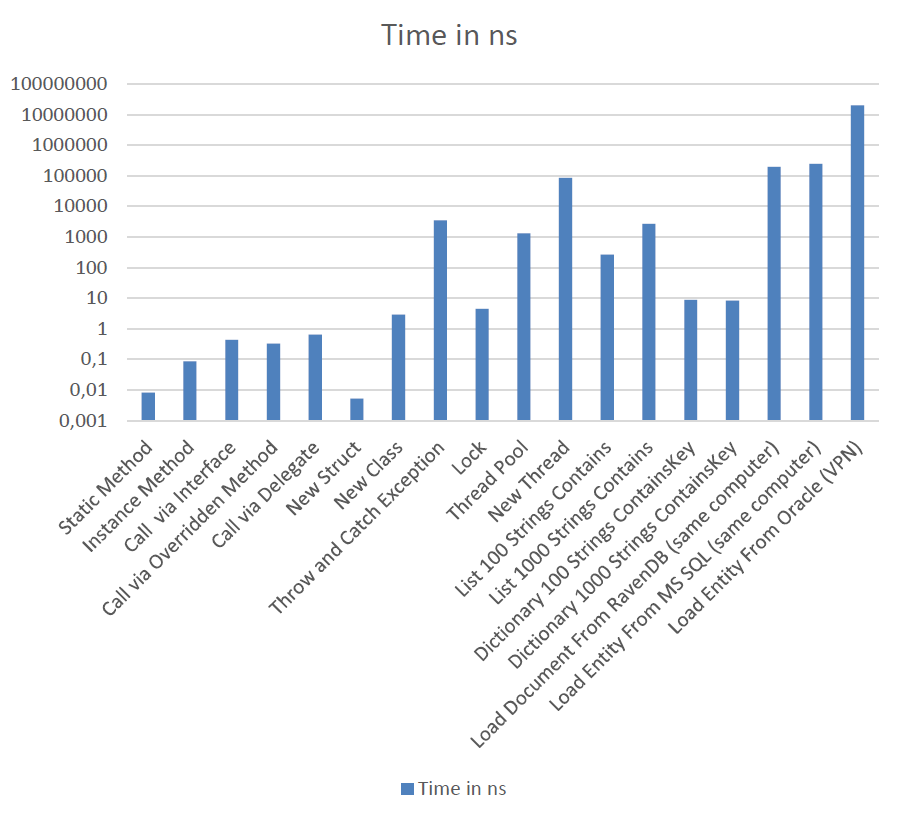 Time in ns
100000000
10000000
1000000
100000
10000
1000
100
10
1
0,1
0,01
0,001
Static Method
Instance Method
Call  via Interface
Call via Overridden Method
Call via Delegate
New Struct
New Class
Throw and Catch Exception
Lock
Thread Pool
New Thread
List 100 Strings Contains
List 1000 Strings Contains
Dictionary 100 Strings ContainsKey
Dictionary 1000 Strings ContainsKey
Load Document From RavenDB (same computer)
Load Entity From MS SQL (same computer)
Load Entity From Oracle (VPN)
Time in ns